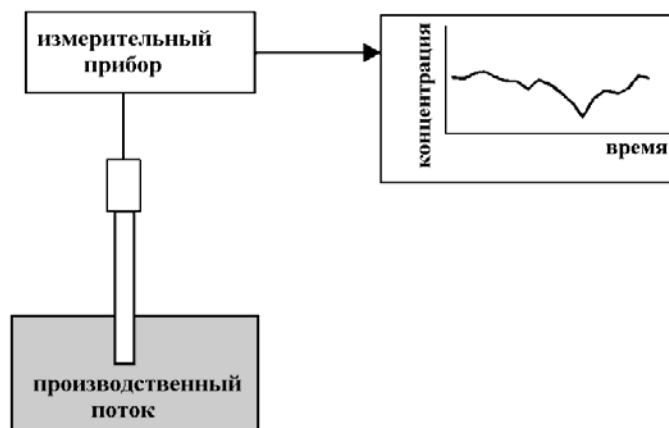 измерительный
прибор
концентрация
время
производственный
поток